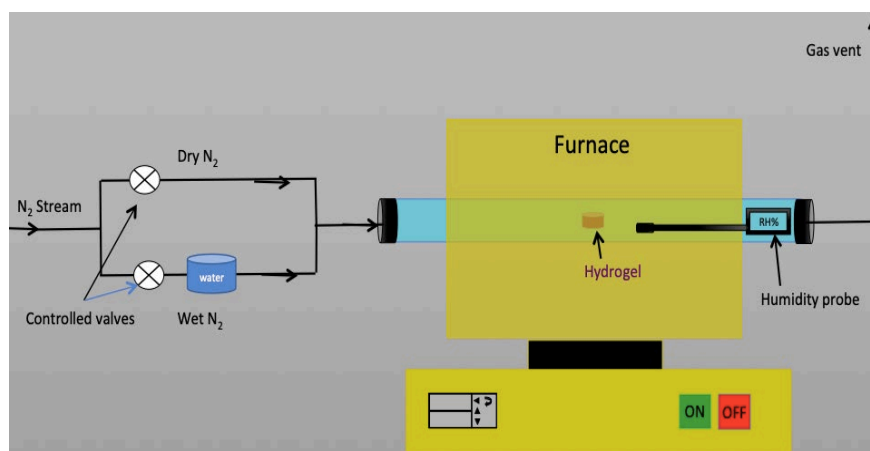 Gas vent
Furnace
Dry N₂
N₂ Stream
RH%
water
Hydrogel
Controlled valves
Wet N₂
Humidity probe
ON
OFF